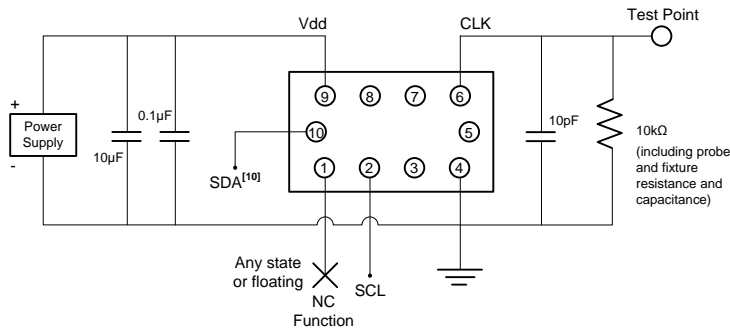 Test Point
Vdd
CLK
9
8
7
6
+
Power
Supply
-
10µF
0.1µF
10
5
10pF
10kΩ
(including probe
and fixture
resistance and
capacitance)
SDA[10]
1
2
3
4
Any state
or floating
NC
Function
SCL